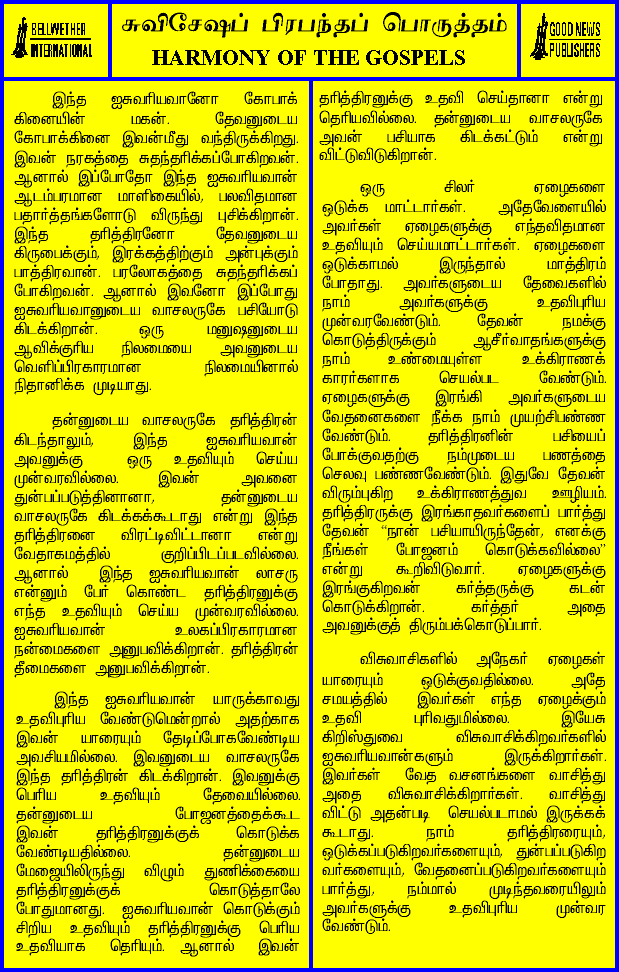 BELLWETHER
INTERNATIONAL
சுவிசேஷப் பிரபந்தப் பொருத்தம்
HARMONY OF THE GOSPELS
GOOD NEWS
PUBLISHERS
இந்த ஐசுவரியவானோ கோபாக்
கினையின் மகன். தேவனுடைய
கோபாக்கினை இவன்மீது வந்திருக்கிறது.
இவன் நரகத்தை சுதந்தரிக்கப்போகிறவன்.
ஆனால் இப்போதோ இந்த ஐசுவரியவான்
ஆடம்பரமான மாளிகையில், பலவிதமான
பதார்த்தங்களோடு விருந்து புசிக்கிறான்.
இந்த தரித்திரனோ தேவனுடைய
கிருபைக்கும், இரக்கத்திற்கும் அன்புக்கும்
பாத்திரவான். பரலோகத்தை சுதந்தரிக்கப்
போகிறவன். ஆனால் இவனோ இப்போது
ஐசுவரியவானுடைய வாசலருகே பசியோடு
கிடக்கிறான். ஒரு மனுஷனுடைய
ஆவிக்குரிய நிலமையை அவனுடைய
வெளிப்பிரகாரமான நிலமையினால்
நிதானிக்க முடியாது.
தன்னுடைய வாசலருகே தரித்திரன்
கிடந்தாலும், இந்த ஐசுவரியவான்
அவனுக்கு ஒரு உதவியும் செய்ய
முன்வரவில்லை. இவன் அவனை
துன்பப்படுத்தினானா, தன்னுடைய
வாசலருகே கிடக்கக்கூடாது என்று இந்த
தரித்திரனை விரட்டிவிட்டானா என்று
வேதாகமத்தில் குறிப்பிடப்படவில்லை.
ஆனால் இந்த ஐசுவரியவான் லாசரு
என்னும் பேர் கொண்ட தரித்திரனுக்கு
எந்த உதவியும் செய்ய முன்வரவில்லை.
ஐசுவரியவான் உலகப்பிரகாரமான
நன்மைகளை அனுபவிக்கிறான். தரித்திரன்
தீமைகளை அனுபவிக்கிறான்.
இந்த ஐசுவரியவான் யாருக்காவது
உதவிபுரிய வேண்டுமென்றால் அதற்காக
இவன் யாரையும் தேடிப்போகவேண்டிய
அவசியமில்லை. இவனுடைய வாசலருகே
இந்த தரித்திரன் கிடக்கிறான். இவனுக்கு
பெரிய உதவியும் தேவையில்லை.
தன்னுடைய போஜனத்தைக்கூட
இவன் தரித்திரனுக்குக் கொடுக்க
வேண்டியதில்லை. தன்னுடைய
மேஜையிலிருந்து விழும் துணிக்கையை
தரித்திரனுக்குக் கொடுத்தாலே
போதுமானது. ஐசுவரியவான் கொடுக்கும்
சிறிய உதவியும் தரித்திரனுக்கு பெரிய
உதவியாக தெரியும். ஆனால் இவன்
தரித்திரனுக்கு உதவி செய்தானா என்று
தெரியவில்லை. தன்னுடைய வாசலருகே
அவன் பசியாக கிடக்கட்டும் என்று
விட்டுவிடுகிறான்.
ஒரு சிலர் ஏழைகளை
ஒடுக்க மாட்டார்கள். அதேவேளையில்
அவர்கள் ஏழைகளுக்கு எந்தவிதமான
உதவியும் செய்யமாட்டார்கள். ஏழைகளை
ஒடுக்காமல் இருந்தால் மாத்திரம்
போதாது. அவர்களுடைய தேவைகளில்
நாம் அவர்களுக்கு உதவிபுரிய
முன்வரவேண்டும். தேவன் நமக்கு
கொடுத்திருக்கும் ஆசீர்வாதங்களுக்கு
நாம் உண்மையுள்ள உக்கிராணக்
காரர்களாக செயல்பட வேண்டும்.
ஏழைகளுக்கு இரங்கி அவர்களுடைய
வேதனைகளை நீக்க நாம் முயற்சிபண்ண
வேண்டும். தரித்திரனின் பசியைப்
போக்குவதற்கு நம்முடைய பணத்தை
செலவு பண்ணவேண்டும். இதுவே தேவன்
விரும்புகிற உக்கிராணத்துவ ஊழியம்.
தரித்திரருக்கு இரங்காதவர்களைப் பார்த்து
தேவன் “நான் பசியாயிருந்தேன், எனக்கு
நீங்கள் போஜனம் கொடுக்கவில்லை”
என்று கூறிவிடுவார். ஏழைகளுக்கு
இரங்குகிறவன் கர்த்தருக்கு கடன்
கொடுக்கிறான். கர்த்தர் அதை
அவனுக்குத் திரும்பக்கொடுப்பார்.
விசுவாசிகளில் அநேகர் ஏழைகள்
யாரையும் ஒடுக்குவதில்லை. அதே
சமயத்தில் இவர்கள் எந்த ஏழைக்கும்
உதவி புரிவதுமில்லை. இயேசு
கிறிஸ்துவை விசுவாசிக்கிறவர்களில்
ஐசுவரியவான்களும் இருக்கிறார்கள்.
இவர்கள் வேத வசனங்களை வாசித்து
அதை விசுவாசிக்கிறார்கள். வாசித்து
விட்டு அதன்படி செயல்படாமல் இருக்கக்
கூடாது. நாம் தரித்திரரையும்,
ஒடுக்கப்படுகிறவர்களையும், துன்பப்படுகிற
வர்களையும், வேதனைப்படுகிறவர்களையும்
பார்த்து, நம்மால் முடிந்தவரையிலும்
அவர்களுக்கு உதவிபுரிய முன்வர
வேண்டும்.